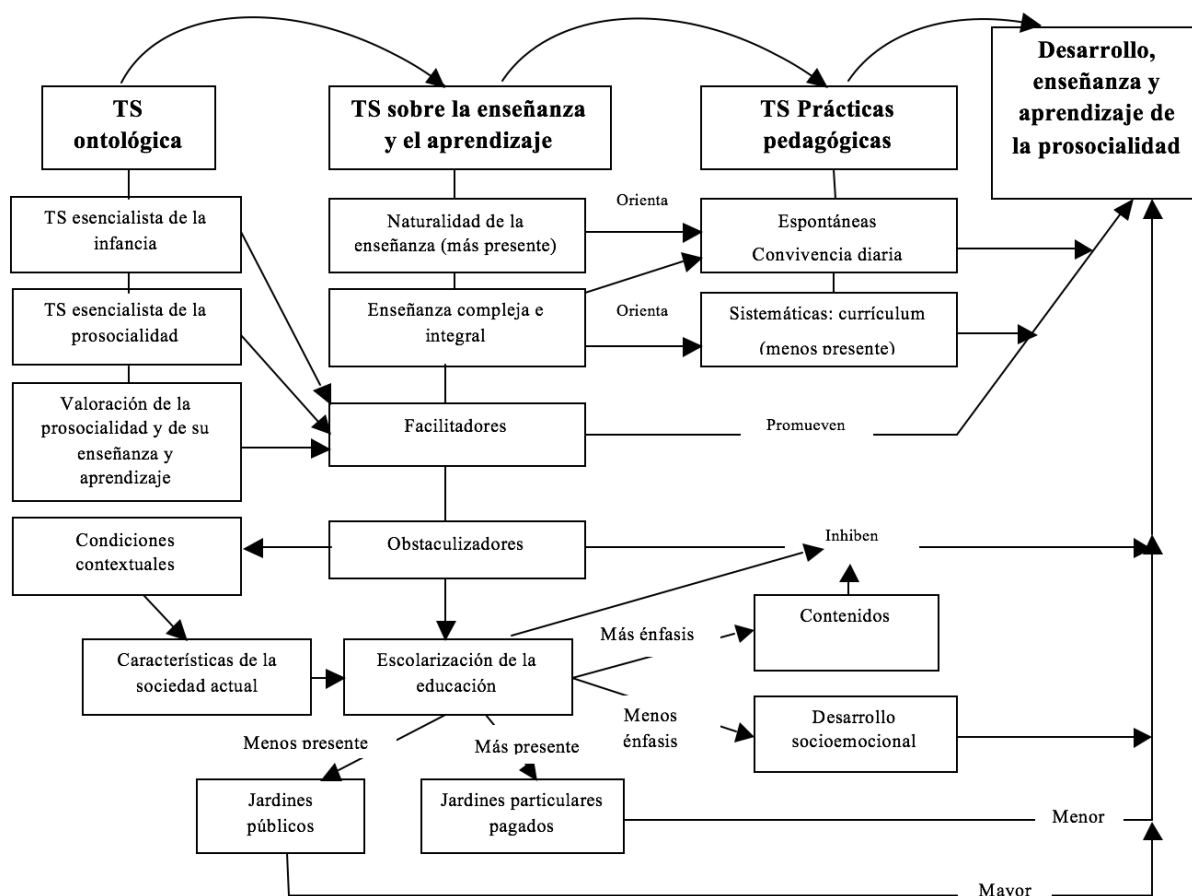 TS
ontológica
TS sobre la enseñanza
y el aprendizaje
TS Prácticas
pedagógicas
Desarrollo,
enseñanza y
aprendizaje de
la prosocialidad
TS esencialista de la
infancia
Naturalidad de la
enseñanza (más presente)
Orienta
Espontáneas
Convivencia diaria
TS esencialista de la
prosocialidad
Enseñanza compleja e
integral
Orienta
Sistemáticas: currículum
(menos presente)
Valoración de la
prosocialidad y de su
enseñanza y
aprendizaje
Facilitadores
Promueven
Condiciones
contextuales
Obstaculizadores
Inhiben
Características de la
sociedad actual
Escolarización de la
educación
Más énfasis
Contenidos
Menos
énfasis
Desarrollo
socioemocional
Menos presente
Más presente
Jardines
públicos
Jardines particulares
pagados
Menor
Mayor